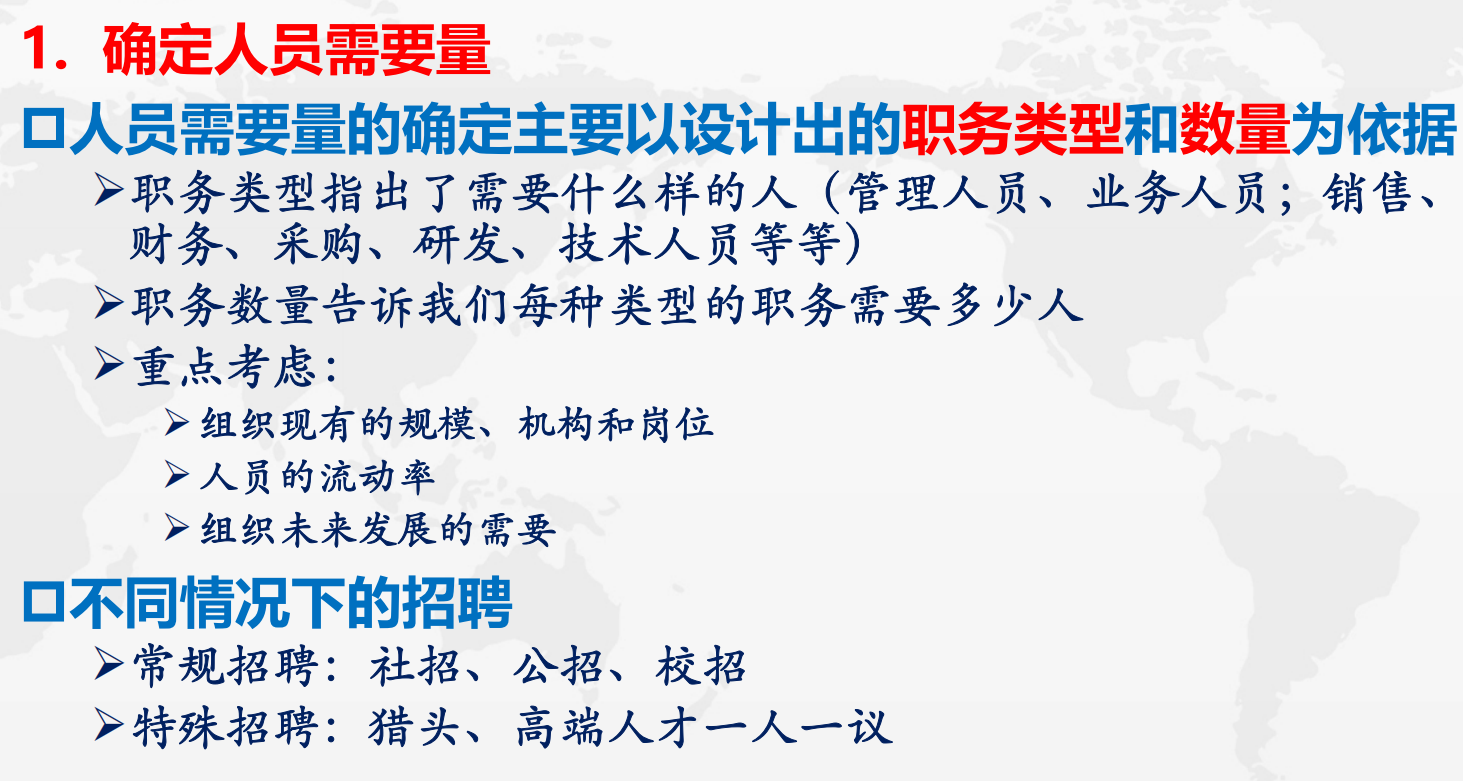 1. 确定人员需要量
人员需要量的确定主要以设计出的职务类型和数量为依据
职务类型指出了需要什么样的人（管理人员、业务人员；销售、
财务、采购、研发、技术人员等等）
职务数量告诉我们每种类型的职务需要多少人
重点考虑：
组织现有的规模、机构和岗位
人员的流动率
组织未来发展的需要
不同情况下的招聘
常规招聘：社招、公招、校招
特殊招聘：猎头、高端人才一人一议